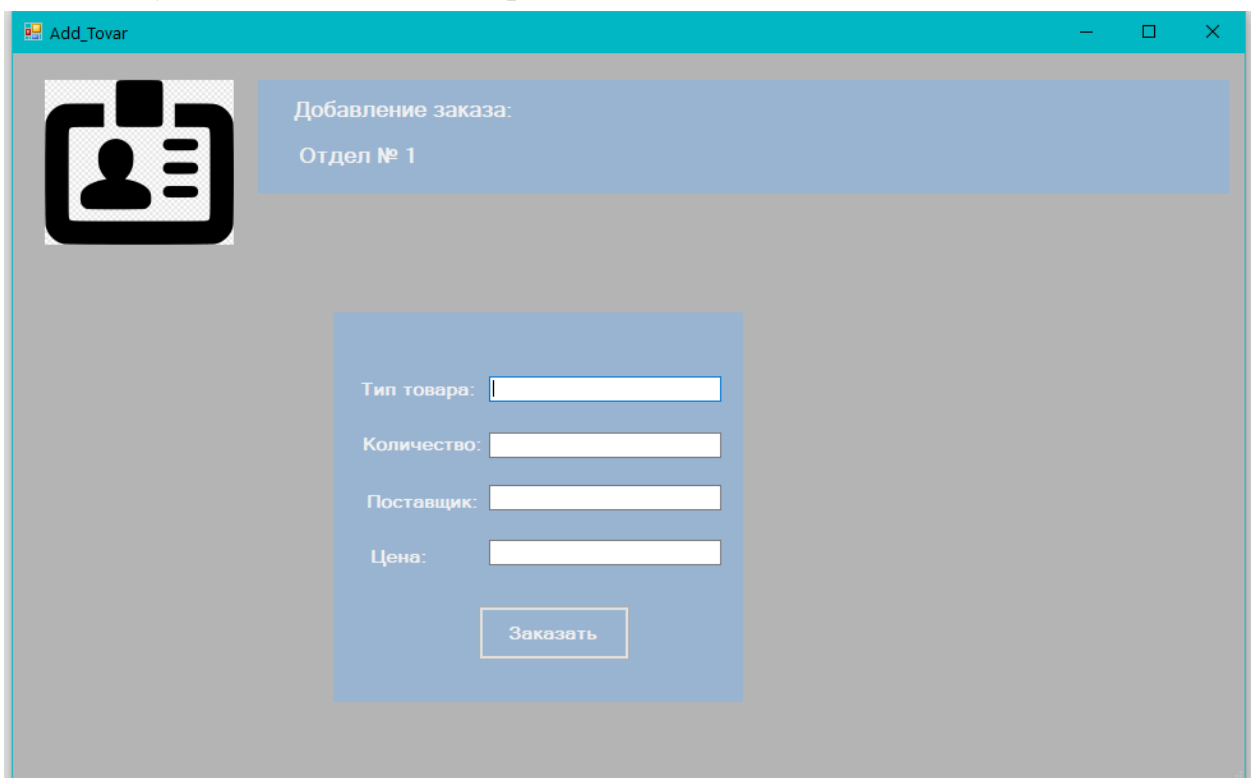 Add_Tovar
Добавление заказа:
Отдел № 1
Тип товара:
Количество:
Поставщик:
Цена:
Заказать